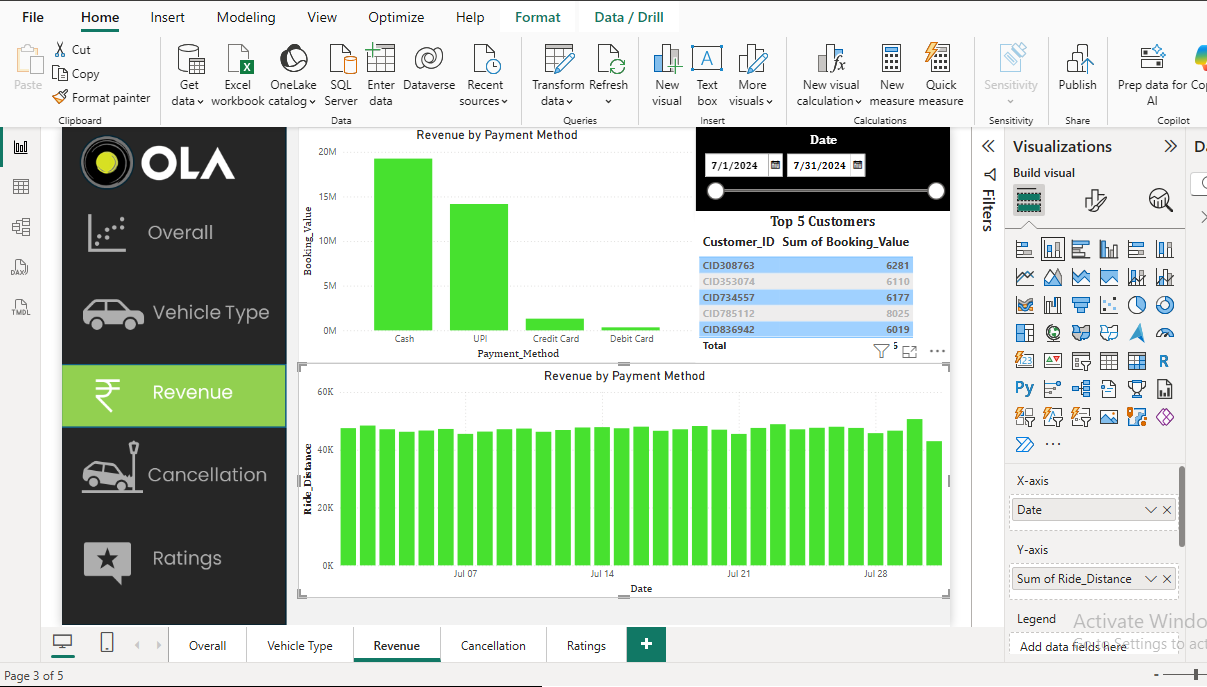 File Home Insert Modeling View Optimize Help Format Data / Drill
Paste
Cut
Copy
Format painter
Clipboard
Get data
Excel workbook
OneLake catalog
SQL Server
Enter data
Dataverse
Recent sources
Data
Transform data
Refresh
Queries
New visual
Text box
More visuals
Insert
New visual calculation
New measure
Quick measure
Calculations
Sensitivity
Sensitivity
Publish
Share
Prep data for AI
Copilot
OLA
Overall
Vehicle Type
Revenue
Cancellation
Ratings
Revenue by Payment Method
20M
15M
10M
5M
0M
Booking_Value
Cash UPI Credit Card Debit Card
Payment_Method
Date
7/1/2024 7/31/2024
Top 5 Customers
Customer_ID Sum of Booking_Value
CID308763 6281
CID353074 6110
CID734557 6177
CID785112 8025
CID836942 6019
Total
Revenue by Payment Method
60K
40K
20K
0K
Ride_Distance
Jul 07 Jul 14 Jul 21 Jul 28
Date
Filters
Visualizations
Build visual
X-axis
Date
Y-axis
Sum of Ride_Distance
Legend
Add data fields here
DAX
TMDL
Overall Vehicle Type Revenue Cancellation Ratings +
Page 3 of 5